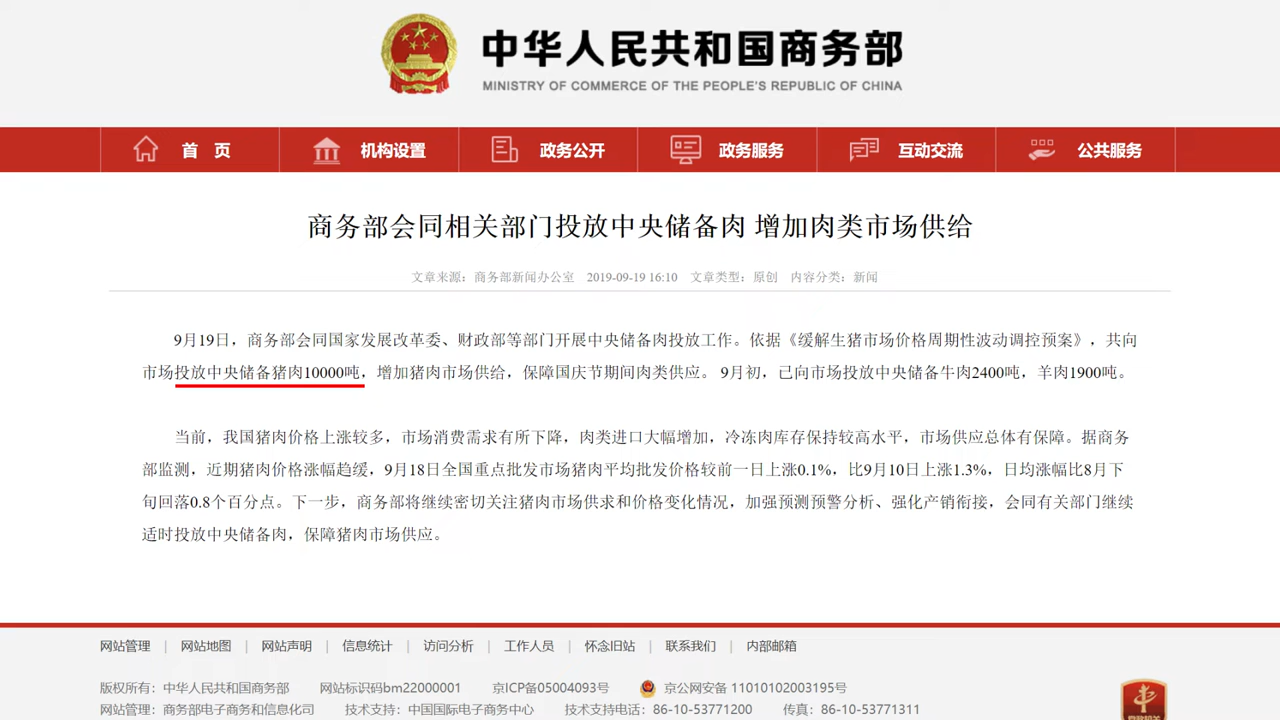 中华人民共和国商务部
MINISTRY OF COMMERCE OF THE PEOPLE'S REPUBLIC OF CHINA
首 页 机构设置 政务公开 政务服务 互动交流 公共服务
商务部会同相关部门投放中央储备肉 增加肉类市场供给
文章来源：商务部新闻办公室 2019-09-19 16:10 文章类型：原创 内容分类：新闻
9月19日，商务部会同国家发展改革委、财政部等部门开展中央储备肉投放工作。依据《缓解生猪市场价格周期性波动调控预案》，共向
市场投放中央储备猪肉10000吨，增加猪肉市场供给，保障国庆节期间肉类供应。 9月初，已向市场投放中央储备牛肉2400吨，羊肉1900吨。
当前，我国猪肉价格上涨较多，市场消费需求有所下降，肉类进口大幅增加，冷冻肉库存保持较高水平，市场供应总体有保障。据商务
部监测，近期猪肉价格涨幅趋缓，9月18日全国重点批发市场猪肉平均批发价格较前一日上涨0.1%，比9月10日上涨1.3%，日均涨幅比8月下
旬回落0.8个百分点。下一步，商务部将继续密切关注猪肉市场供求和价格变化情况，加强预测预警分析、强化产销衔接，会同有关部门继续
适时投放中央储备肉，保障猪肉市场供应。
网站管理 | 网站地图 | 网站声明 | 信息统计 | 访问分析 | 工作人员 | 怀念旧站 | 联系我们 | 内部邮箱
版权所有：中华人民共和国商务部 网站标识码bm22000001 京ICP备05004093号 京公网安备 11010102003195号
网站管理：商务部电子商务和信息化司 技术支持：中国国际电子商务中心 技术支持电话：86-10-53771200 传真：86-10-53771311